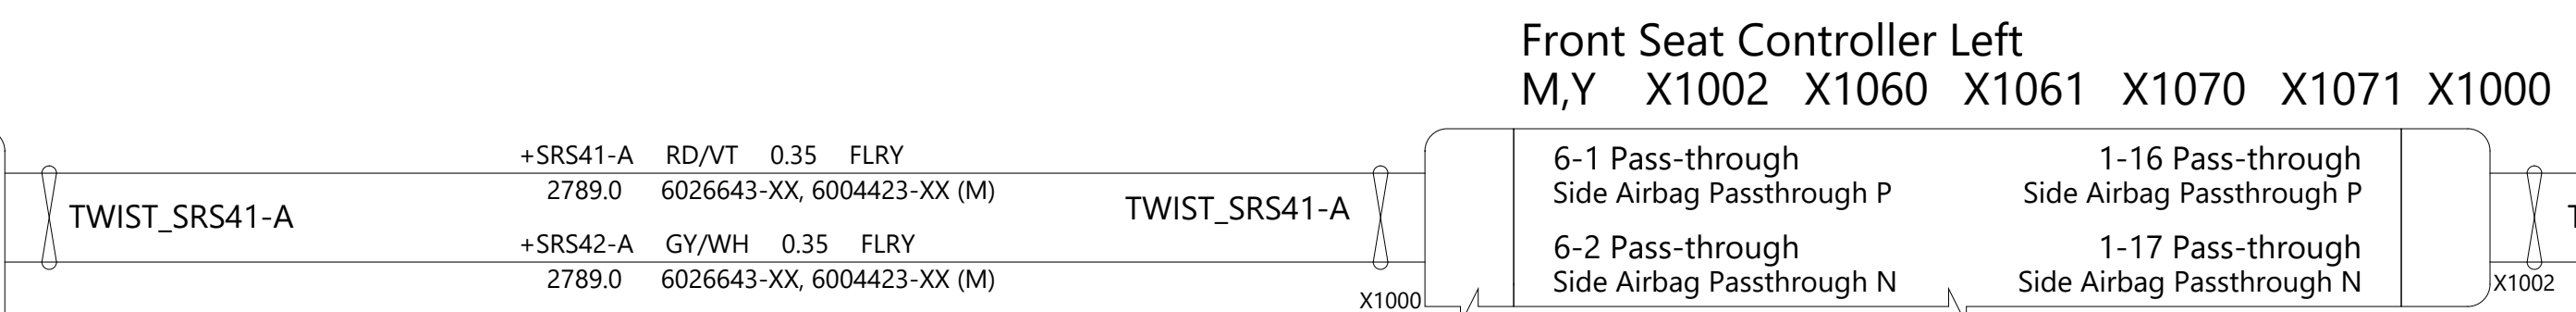 Front Seat Controller Left
M,Y X1002 X1060 X1061 X1070 X1071 X1000
+SRS41-A RD/VT 0.35 FLRY
2789.0 6026643-XX, 6004423-XX (M)
TWIST_SRS41-A
TWIST_SRS41-A
+SRS42-A GY/WH 0.35 FLRY
2789.0 6026643-XX, 6004423-XX (M)
X1000
6-1 Pass-through
Side Airbag Passthrough P
1-16 Pass-through
Side Airbag Passthrough P
6-2 Pass-through
Side Airbag Passthrough N
1-17 Pass-through
Side Airbag Passthrough N
X1002